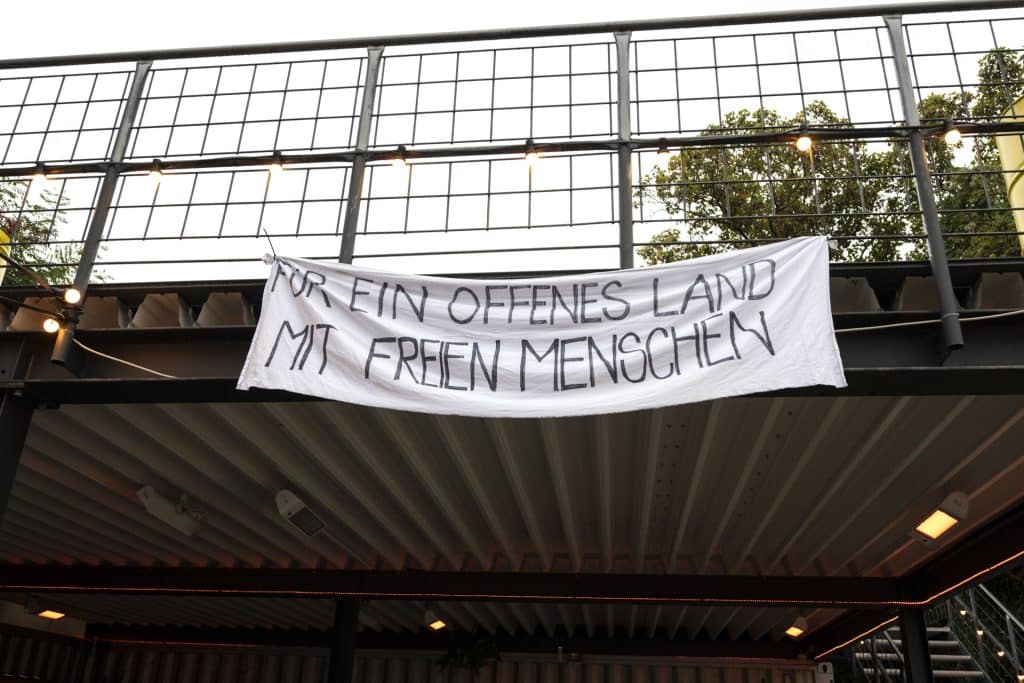 FÜR EIN OFFENES LAND
MIT FREIEN MENSCHEN